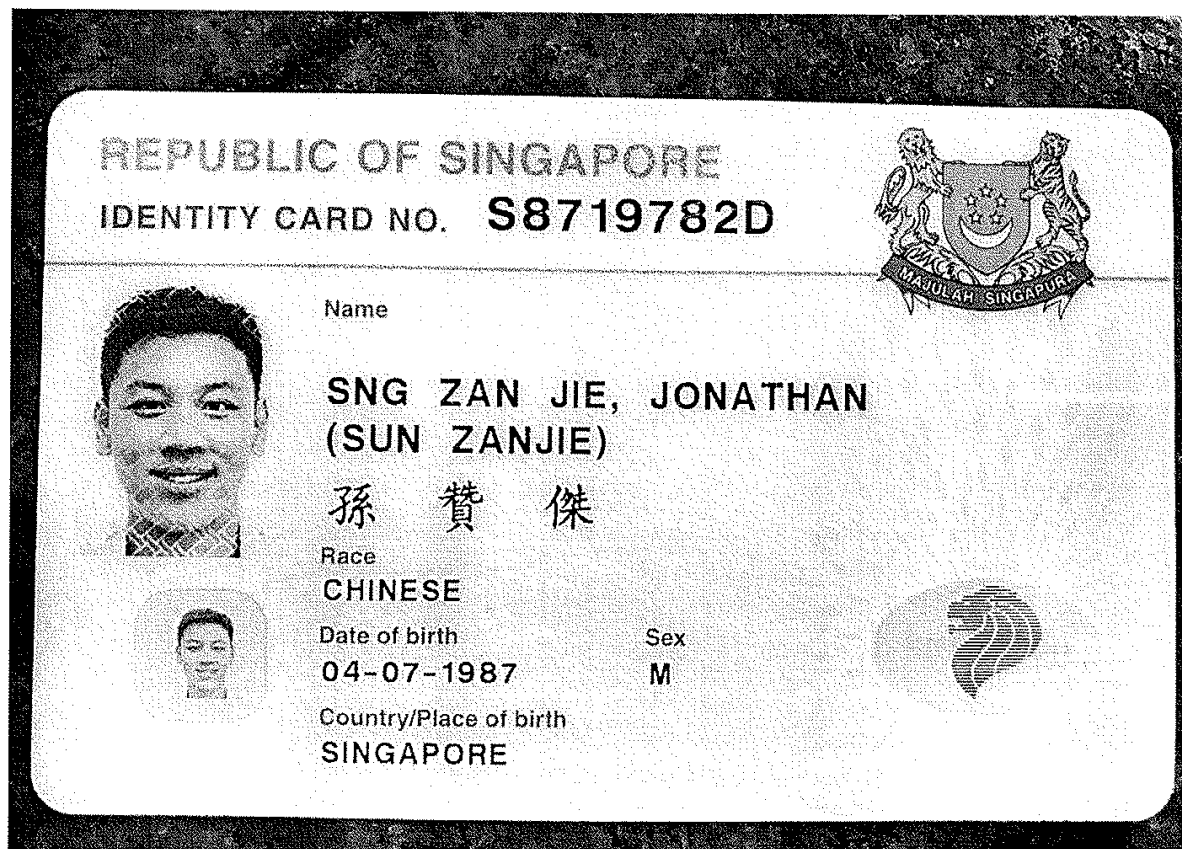 REPUBLIC OF SINGAPORE
IDENTITY CARD NO. S8719782D
MAJULAH SINGAPURA
Name
SNG ZAN JIE, JONATHAN
(SUN ZANJIE)
孫 贊 傑
Race
CHINESE
Date of birth Sex
04-07-1987 M
Country/Place of birth
SINGAPORE